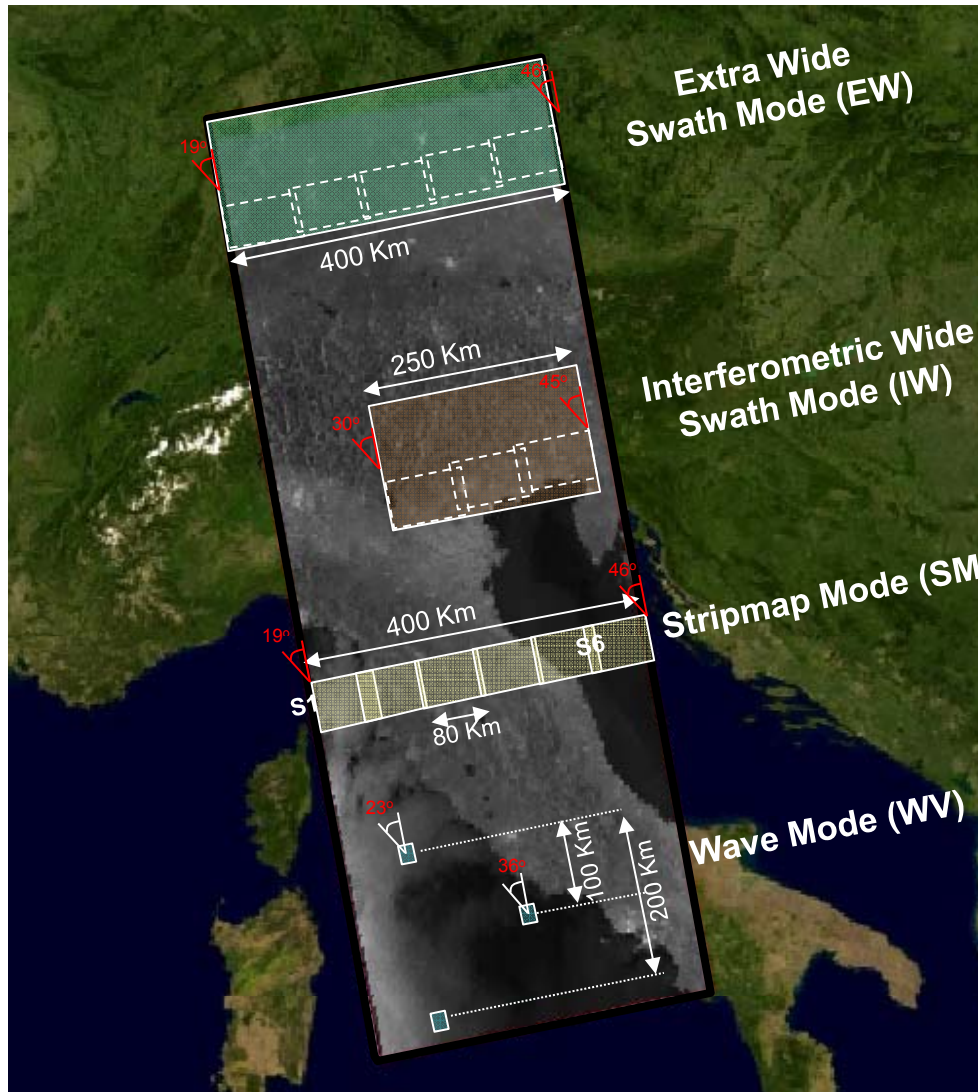 Extra Wide
Swath Mode (EW)
46º
19º
400 Km
250 Km
Interferometric Wide
Swath Mode (IW)
45º
30º
46º
400 Km
Stripmap Mode (SM
19º
S6
S1
80 Km
23º
Wave Mode (WV)
36º
100 Km
200 Km